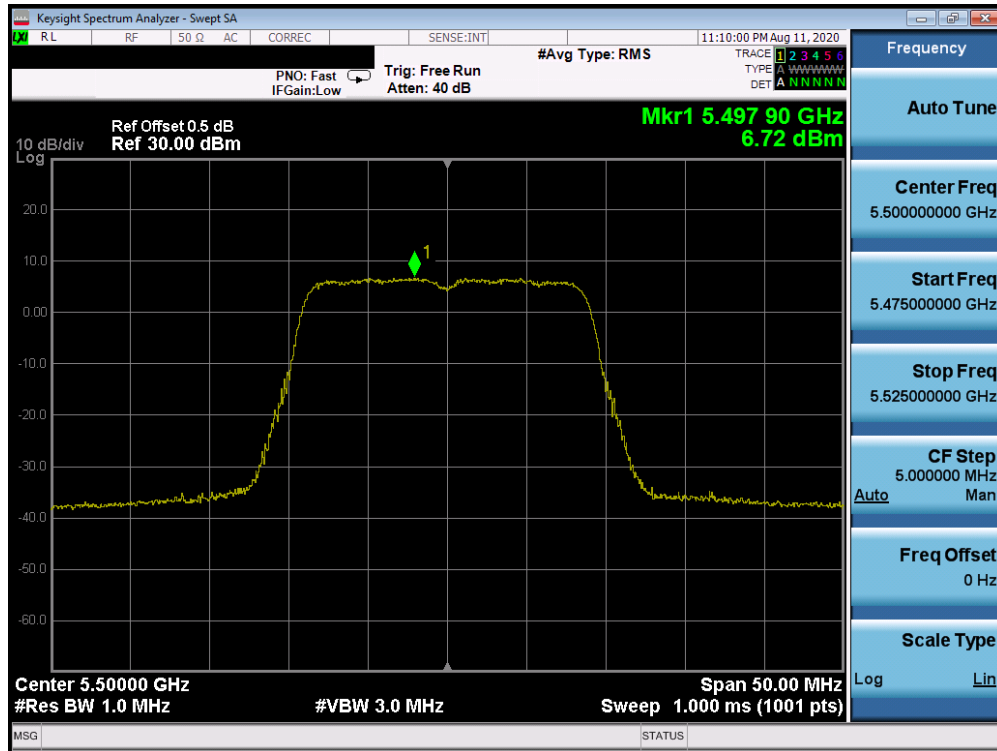 Keysight Spectrum Analyzer - Swept SA
LXI RL RF 50 Ω AC CORREC SENSE:INT 11:10:00 PM Aug 11, 2020
#Avg Type: RMS
TRACE 1 2 3 4 5 6
TYPE A WWWWWW
DET A N N N N N
PNO: Fast
IFGain:Low
Trig: Free Run
Atten: 40 dB
Mkr1 5.497 90 GHz
6.72 dBm
Ref Offset 0.5 dB
10 dB/div Ref 30.00 dBm
Log
20.0
10.0
0.00
-10.0
-20.0
-30.0
-40.0
-50.0
-60.0
1
Center 5.50000 GHz Span 50.00 MHz
#Res BW 1.0 MHz #VBW 3.0 MHz Sweep 1.000 ms (1001 pts)
MSG STATUS
Frequency
Auto Tune
Center Freq
5.500000000 GHz
Start Freq
5.475000000 GHz
Stop Freq
5.525000000 GHz
CF Step
5.000000 MHz
Auto Man
Freq Offset
0 Hz
Scale Type
Log Lin